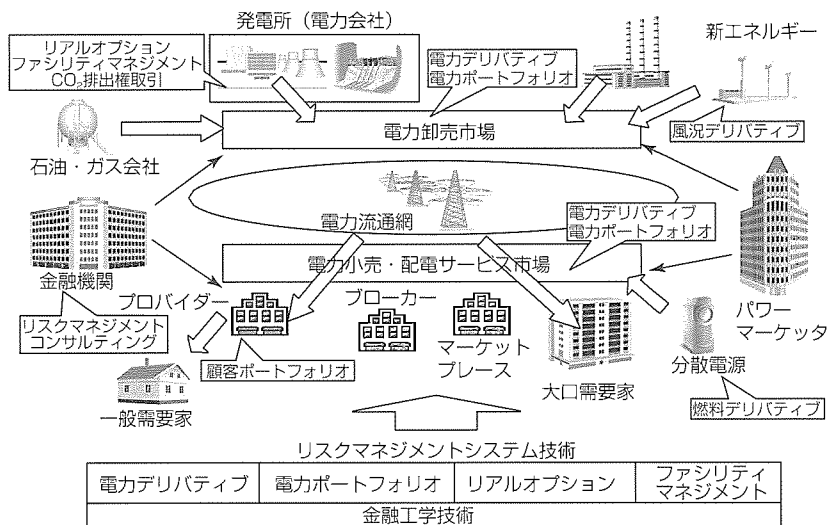 発電所（電力会社）
リアルオプション
ファシリティマネジメント
CO₂排出権取引
電力デリバティブ
電力ポートフォリオ
新エネルギー
電力卸売市場
風況デリバティブ
石油・ガス会社
電力流通網
電力デリバティブ
電力ポートフォリオ
電力小売・配電サービス市場
金融機関
プロバイダー
ブローカー
パワー
マーケッタ
リスクマネジメント
コンサルティング
マーケット
プレース
大口需要家
分散電源
顧客ポートフォリオ
一般需要家
燃料デリバティブ
リスクマネジメントシステム技術
電力デリバティブ
電力ポートフォリオ
リアルオプション
ファシリティ
マネジメント
金融工学技術